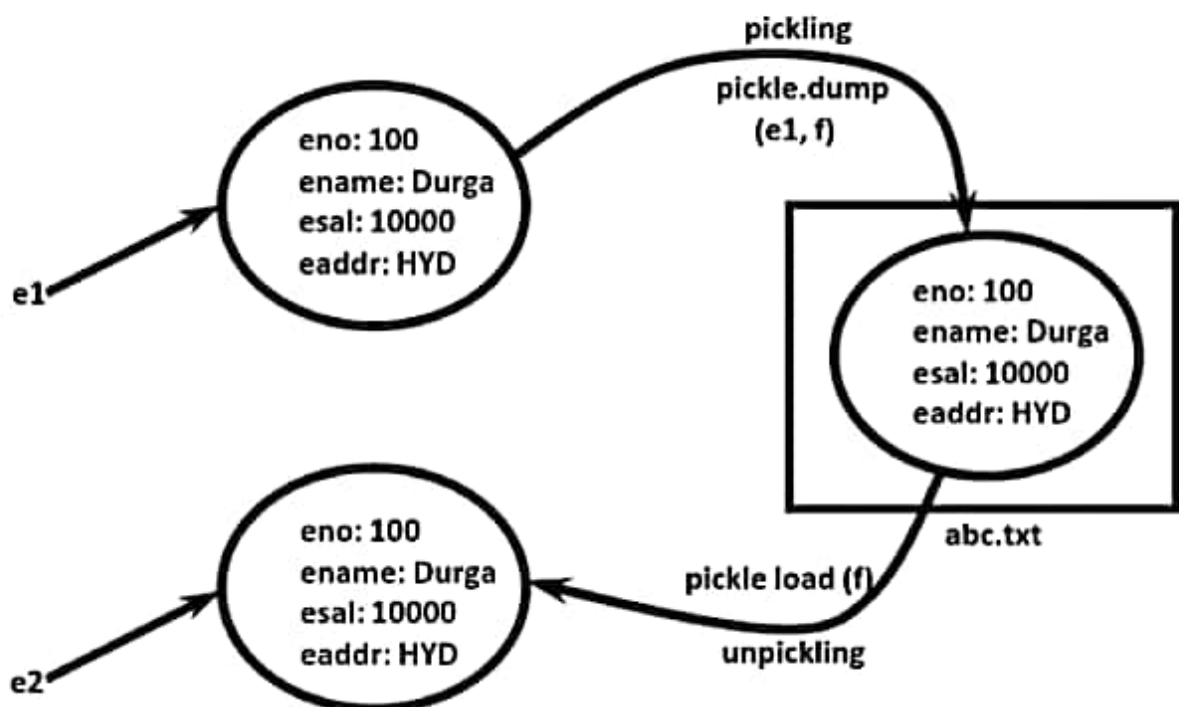 pickling
pickle.dump
(e1, f)
eno: 100
ename: Durga
esal: 10000
eaddr: HYD
e1
eno: 100
ename: Durga
esal: 10000
eaddr: HYD
abc.txt
pickle load (f)
unpickling
eno: 100
ename: Durga
esal: 10000
eaddr: HYD
e2